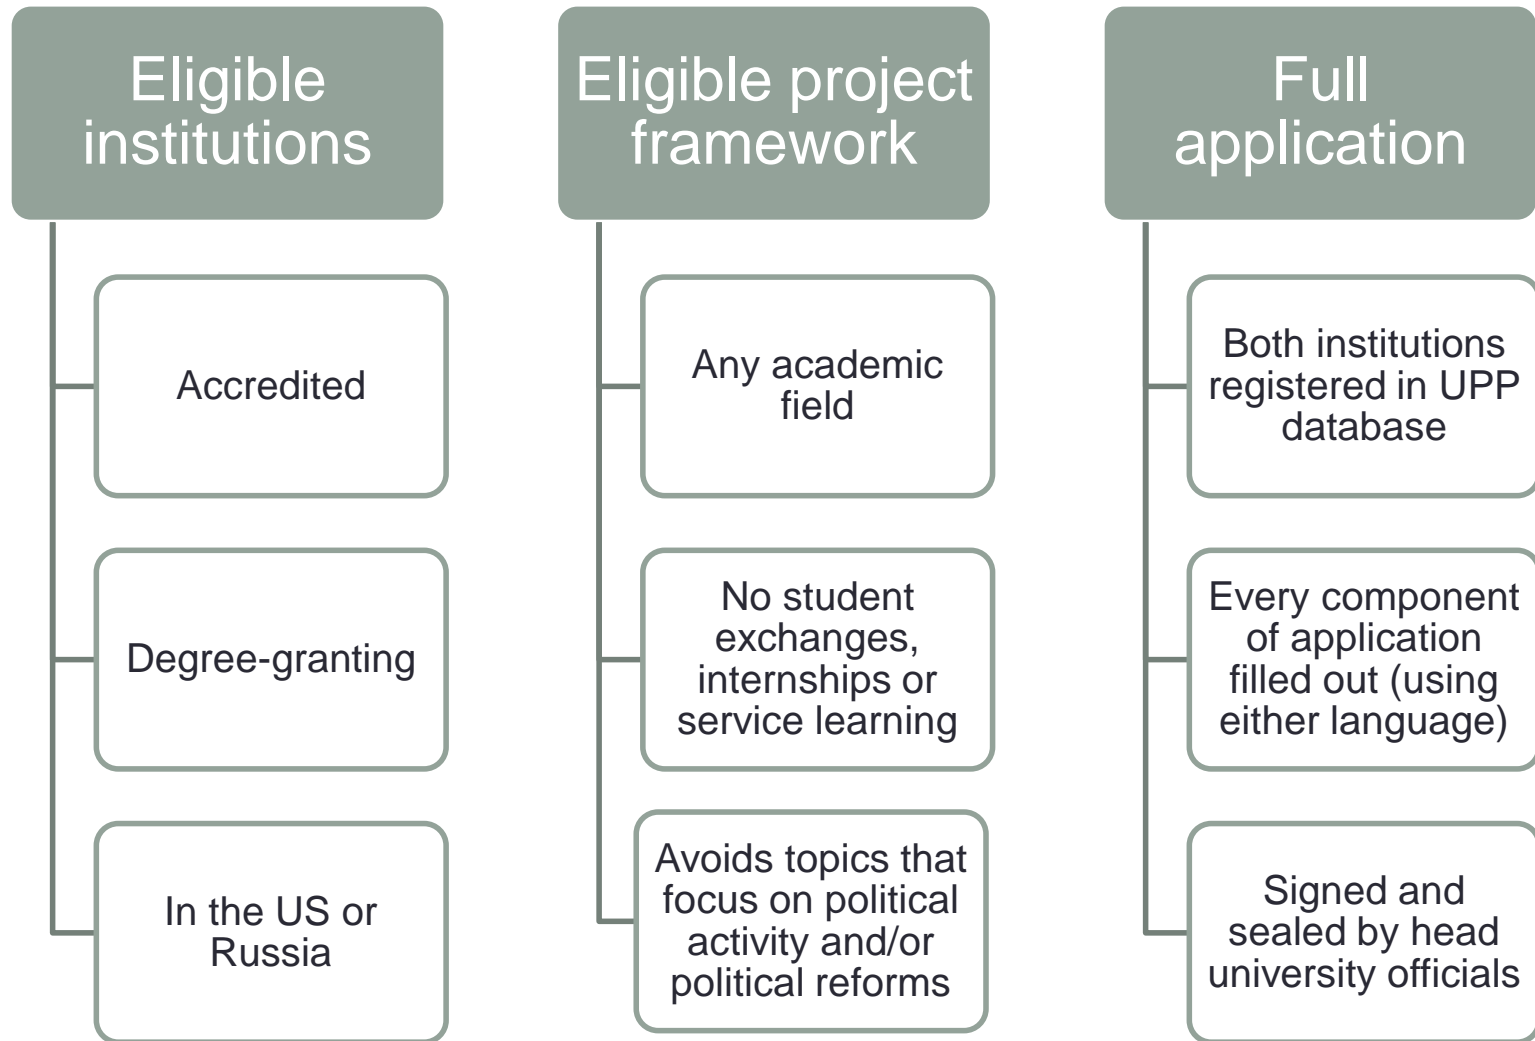 Eligible
institutions
Accredited
Degree-granting
In the US or
Russia
Eligible project
framework
Any academic
field
No student
exchanges,
internships or
service learning
Avoids topics that
focus on political
activity and/or
political reforms
Full
application
Both institutions
registered in UPP
database
Every component
of application
filled out (using
either language)
Signed and
sealed by head
university officials